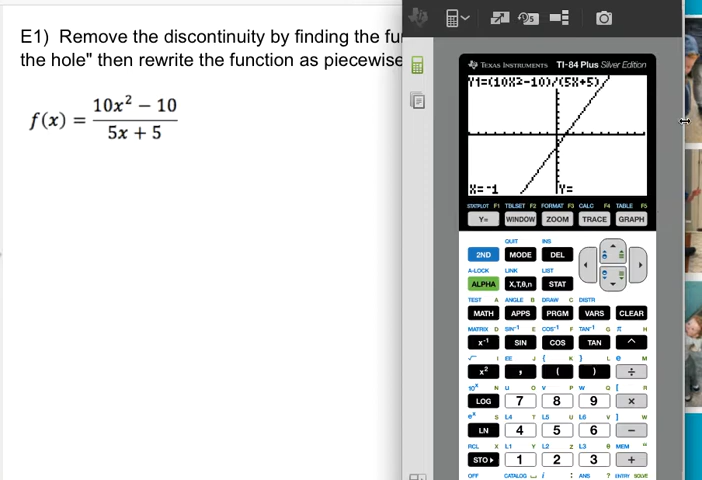 E1) Remove the discontinuity by finding the fu
the hole" then rewrite the function as piecewise
f(x) = (10x² − 10)/(5x + 5)
TEXAS INSTRUMENTS TI-84 Plus Silver Edition
Y1=(10X²-10)/(5X+5)
X=-1 Y=
STATPLOT F1 TBLSET F2 FORMAT F3 CALC F4 TABLE F5
Y= WINDOW ZOOM TRACE GRAPH
QUIT INS
2ND MODE DEL
A-LOCK LINK LIST
ALPHA X,T,θ,n STAT
TEST A ANGLE B DRAW C DISTR
MATH APPS PRGM VARS CLEAR
MATRIX D SIN⁻¹ E COS⁻¹ F TAN⁻¹ G π H
x⁻¹ SIN COS TAN ^
√ I EE J { K } L e M
x² , ( ) ÷
10ˣ N u O v P w Q [ R
LOG 7 8 9 ×
eˣ S L4 T L5 U L6 V ] W
LN 4 5 6 −
RCL X L1 Y L2 Z L3 θ MEM "
STO▸ 1 2 3 +
OFF CATALOG i : ANS ? ENTRY SOLVE